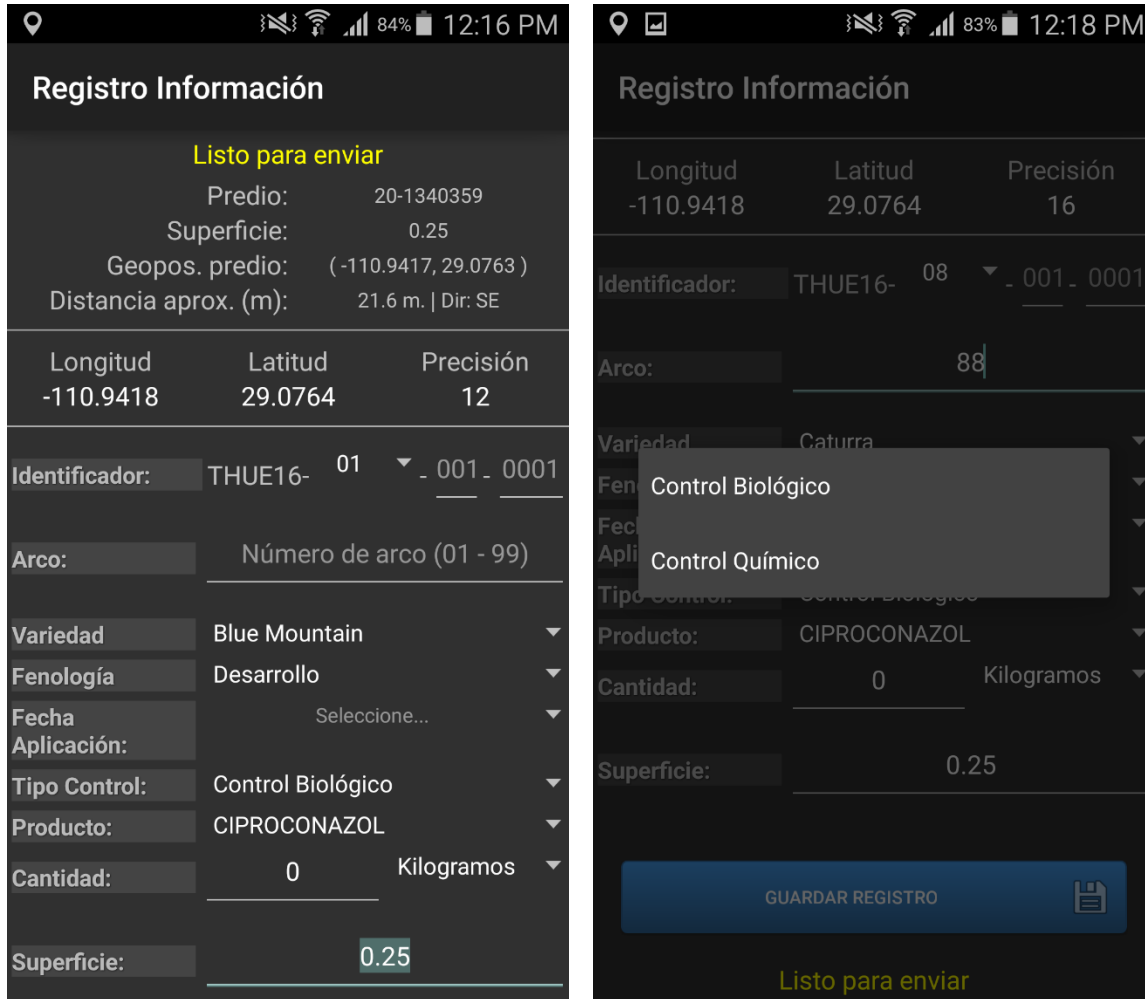 84% 12:16 PM
Registro Información
Listo para enviar
Predio: 20-1340359
Superficie: 0.25
Geopos. predio: ( -110.9417, 29.0763 )
Distancia aprox. (m): 21.6 m. | Dir: SE
Longitud Latitud Precisión
-110.9418 29.0764 12
Identificador: THUE16- 01 - 001 - 0001
Arco: Número de arco (01 - 99)
Variedad Blue Mountain
Fenología Desarrollo
Fecha Aplicación: Seleccione...
Tipo Control: Control Biológico
Producto: CIPROCONAZOL
Cantidad: 0 Kilogramos
Superficie: 0.25
83% 12:18 PM
Registro Información
Longitud Latitud Precisión
-110.9418 29.0764 16
Identificador: THUE16- 08 - 001 - 0001
Arco: 88
Variedad Caturra
Control Biológico
Control Químico
Tipo Control: Control Biológico
Producto: CIPROCONAZOL
Cantidad: 0 Kilogramos
Superficie: 0.25
GUARDAR REGISTRO
Listo para enviar